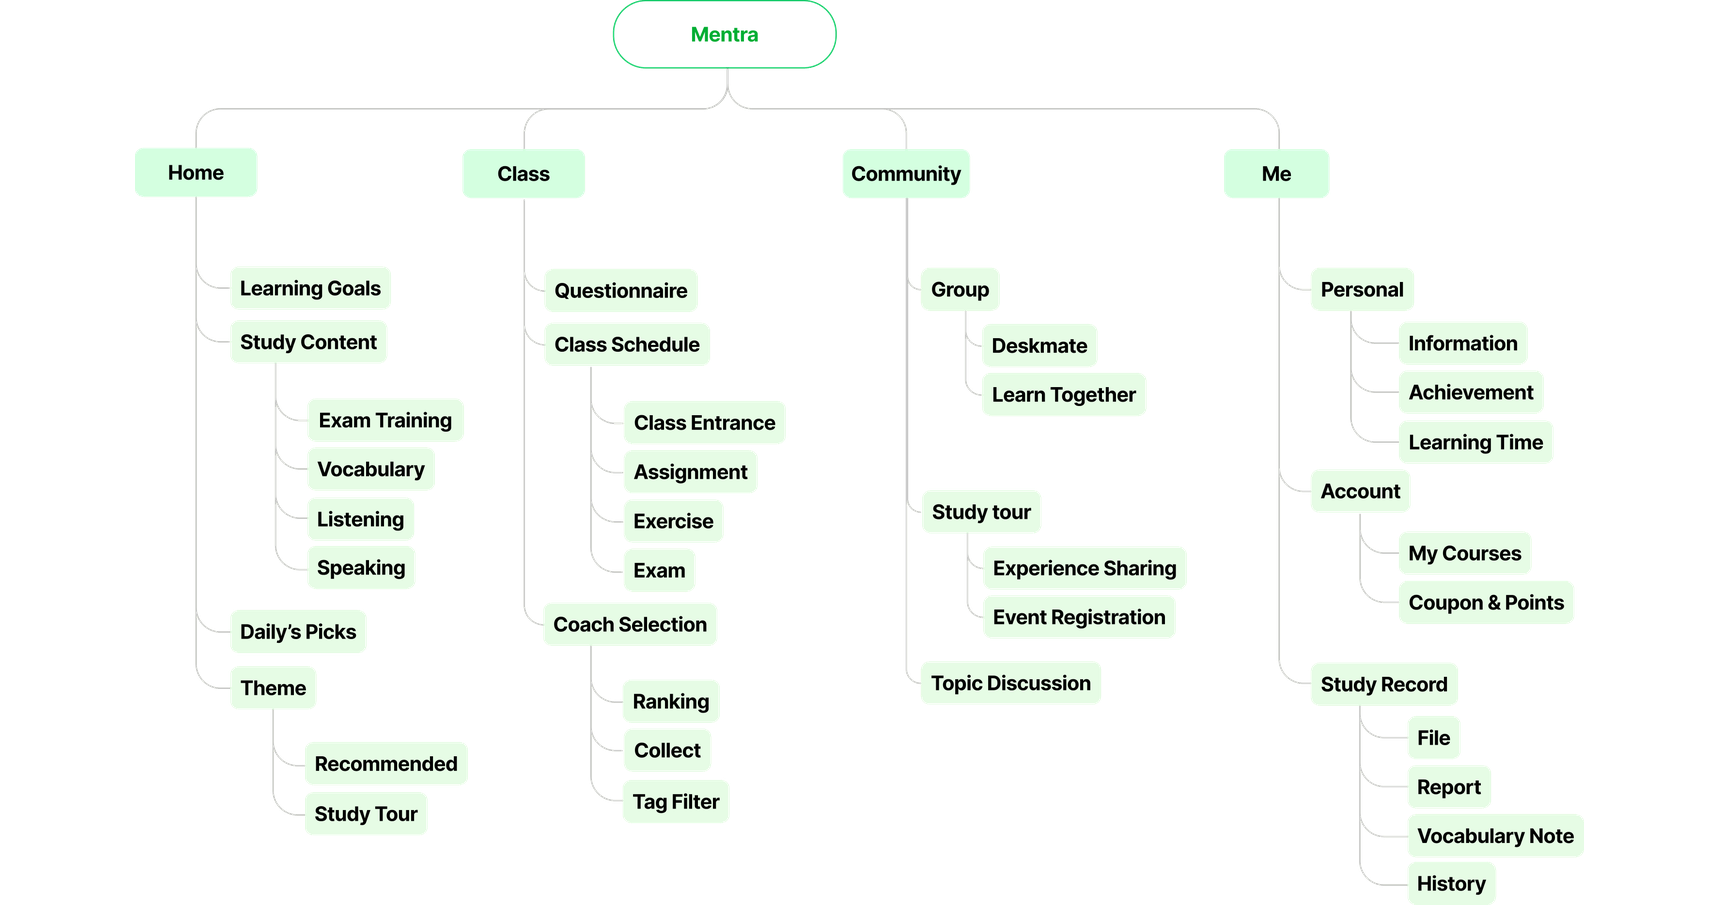 Mentra
Home
Learning Goals
Study Content
Exam Training
Vocabulary
Listening
Speaking
Daily’s Picks
Theme
Recommended
Study Tour
Class
Questionnaire
Class Schedule
Class Entrance
Assignment
Exercise
Exam
Coach Selection
Ranking
Collect
Tag Filter
Community
Group
Deskmate
Learn Together
Study tour
Experience Sharing
Event Registration
Topic Discussion
Me
Personal
Information
Achievement
Learning Time
Account
My Courses
Coupon & Points
Study Record
File
Report
Vocabulary Note
History